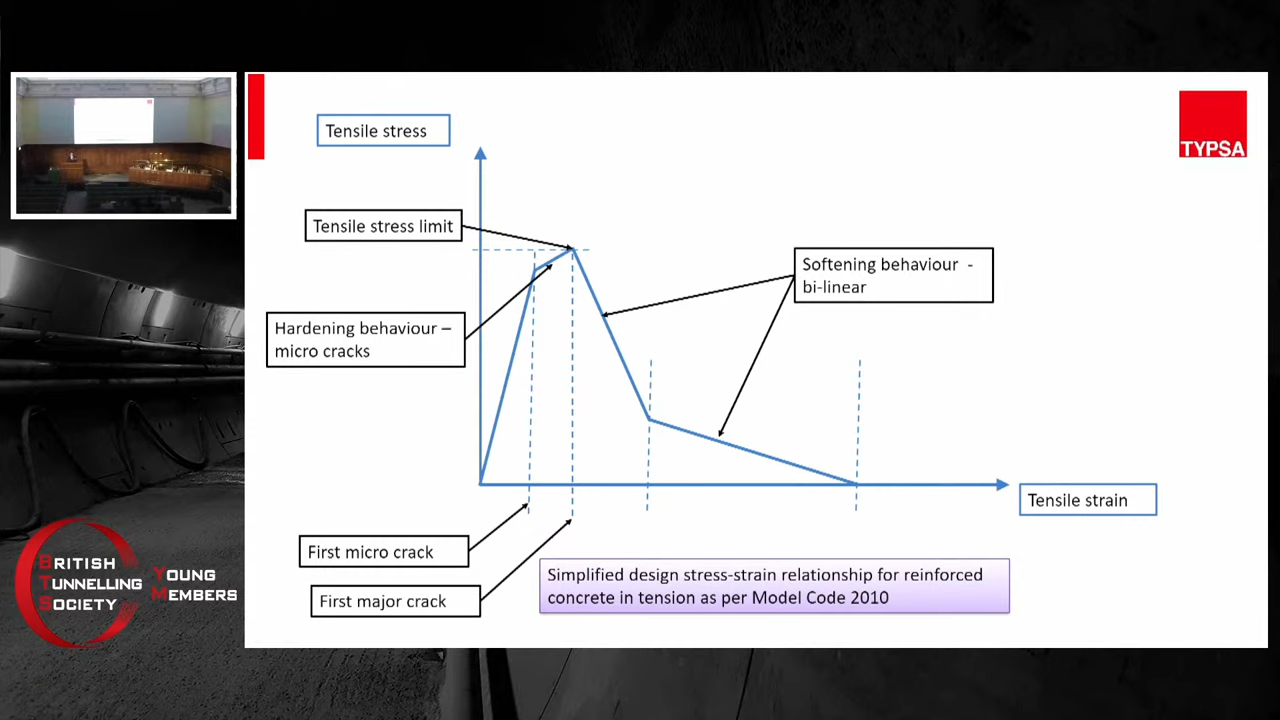 Tensile stress
TYPSA
Tensile stress limit
Softening behaviour -
bi-linear
Hardening behaviour –
micro cracks
Tensile strain
First micro crack
First major crack
Simplified design stress-strain relationship for reinforced
concrete in tension as per Model Code 2010
BRITISH
TUNNELLING
SOCIETY
YOUNG
MEMBERS